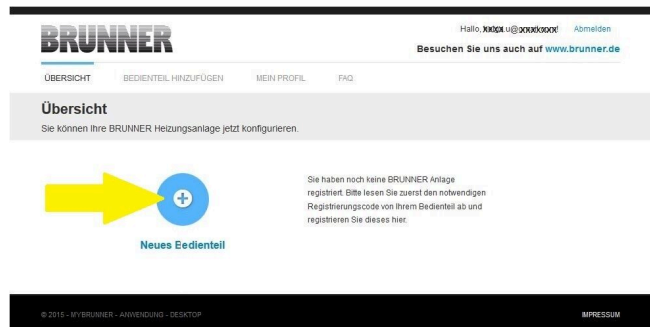 BRUNNER
Hallo, Abmelden
Besuchen Sie uns auch auf www.brunner.de
ÜBERSICHT BEDIENTEIL HINZUFÜGEN MEIN PROFIL FAQ
Übersicht
Sie können Ihre BRUNNER Heizungsanlage jetzt konfigurieren.
Sie haben noch keine BRUNNER Anlage
registriert. Bitte lesen Sie zuerst den notwendigen
Registrierungscode von Ihrem Bedienteil ab und
registrieren Sie dieses hier.
Neues Bedienteil
© 2015 - MYBRUNNER - ANWENDUNG - DESKTOP IMPRESSUM